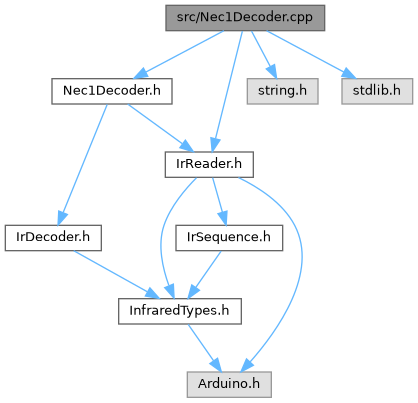 src/Nec1Decoder.cpp
Nec1Decoder.h
string.h
stdlib.h
IrReader.h
IrDecoder.h
IrSequence.h
InfraredTypes.h
Arduino.h